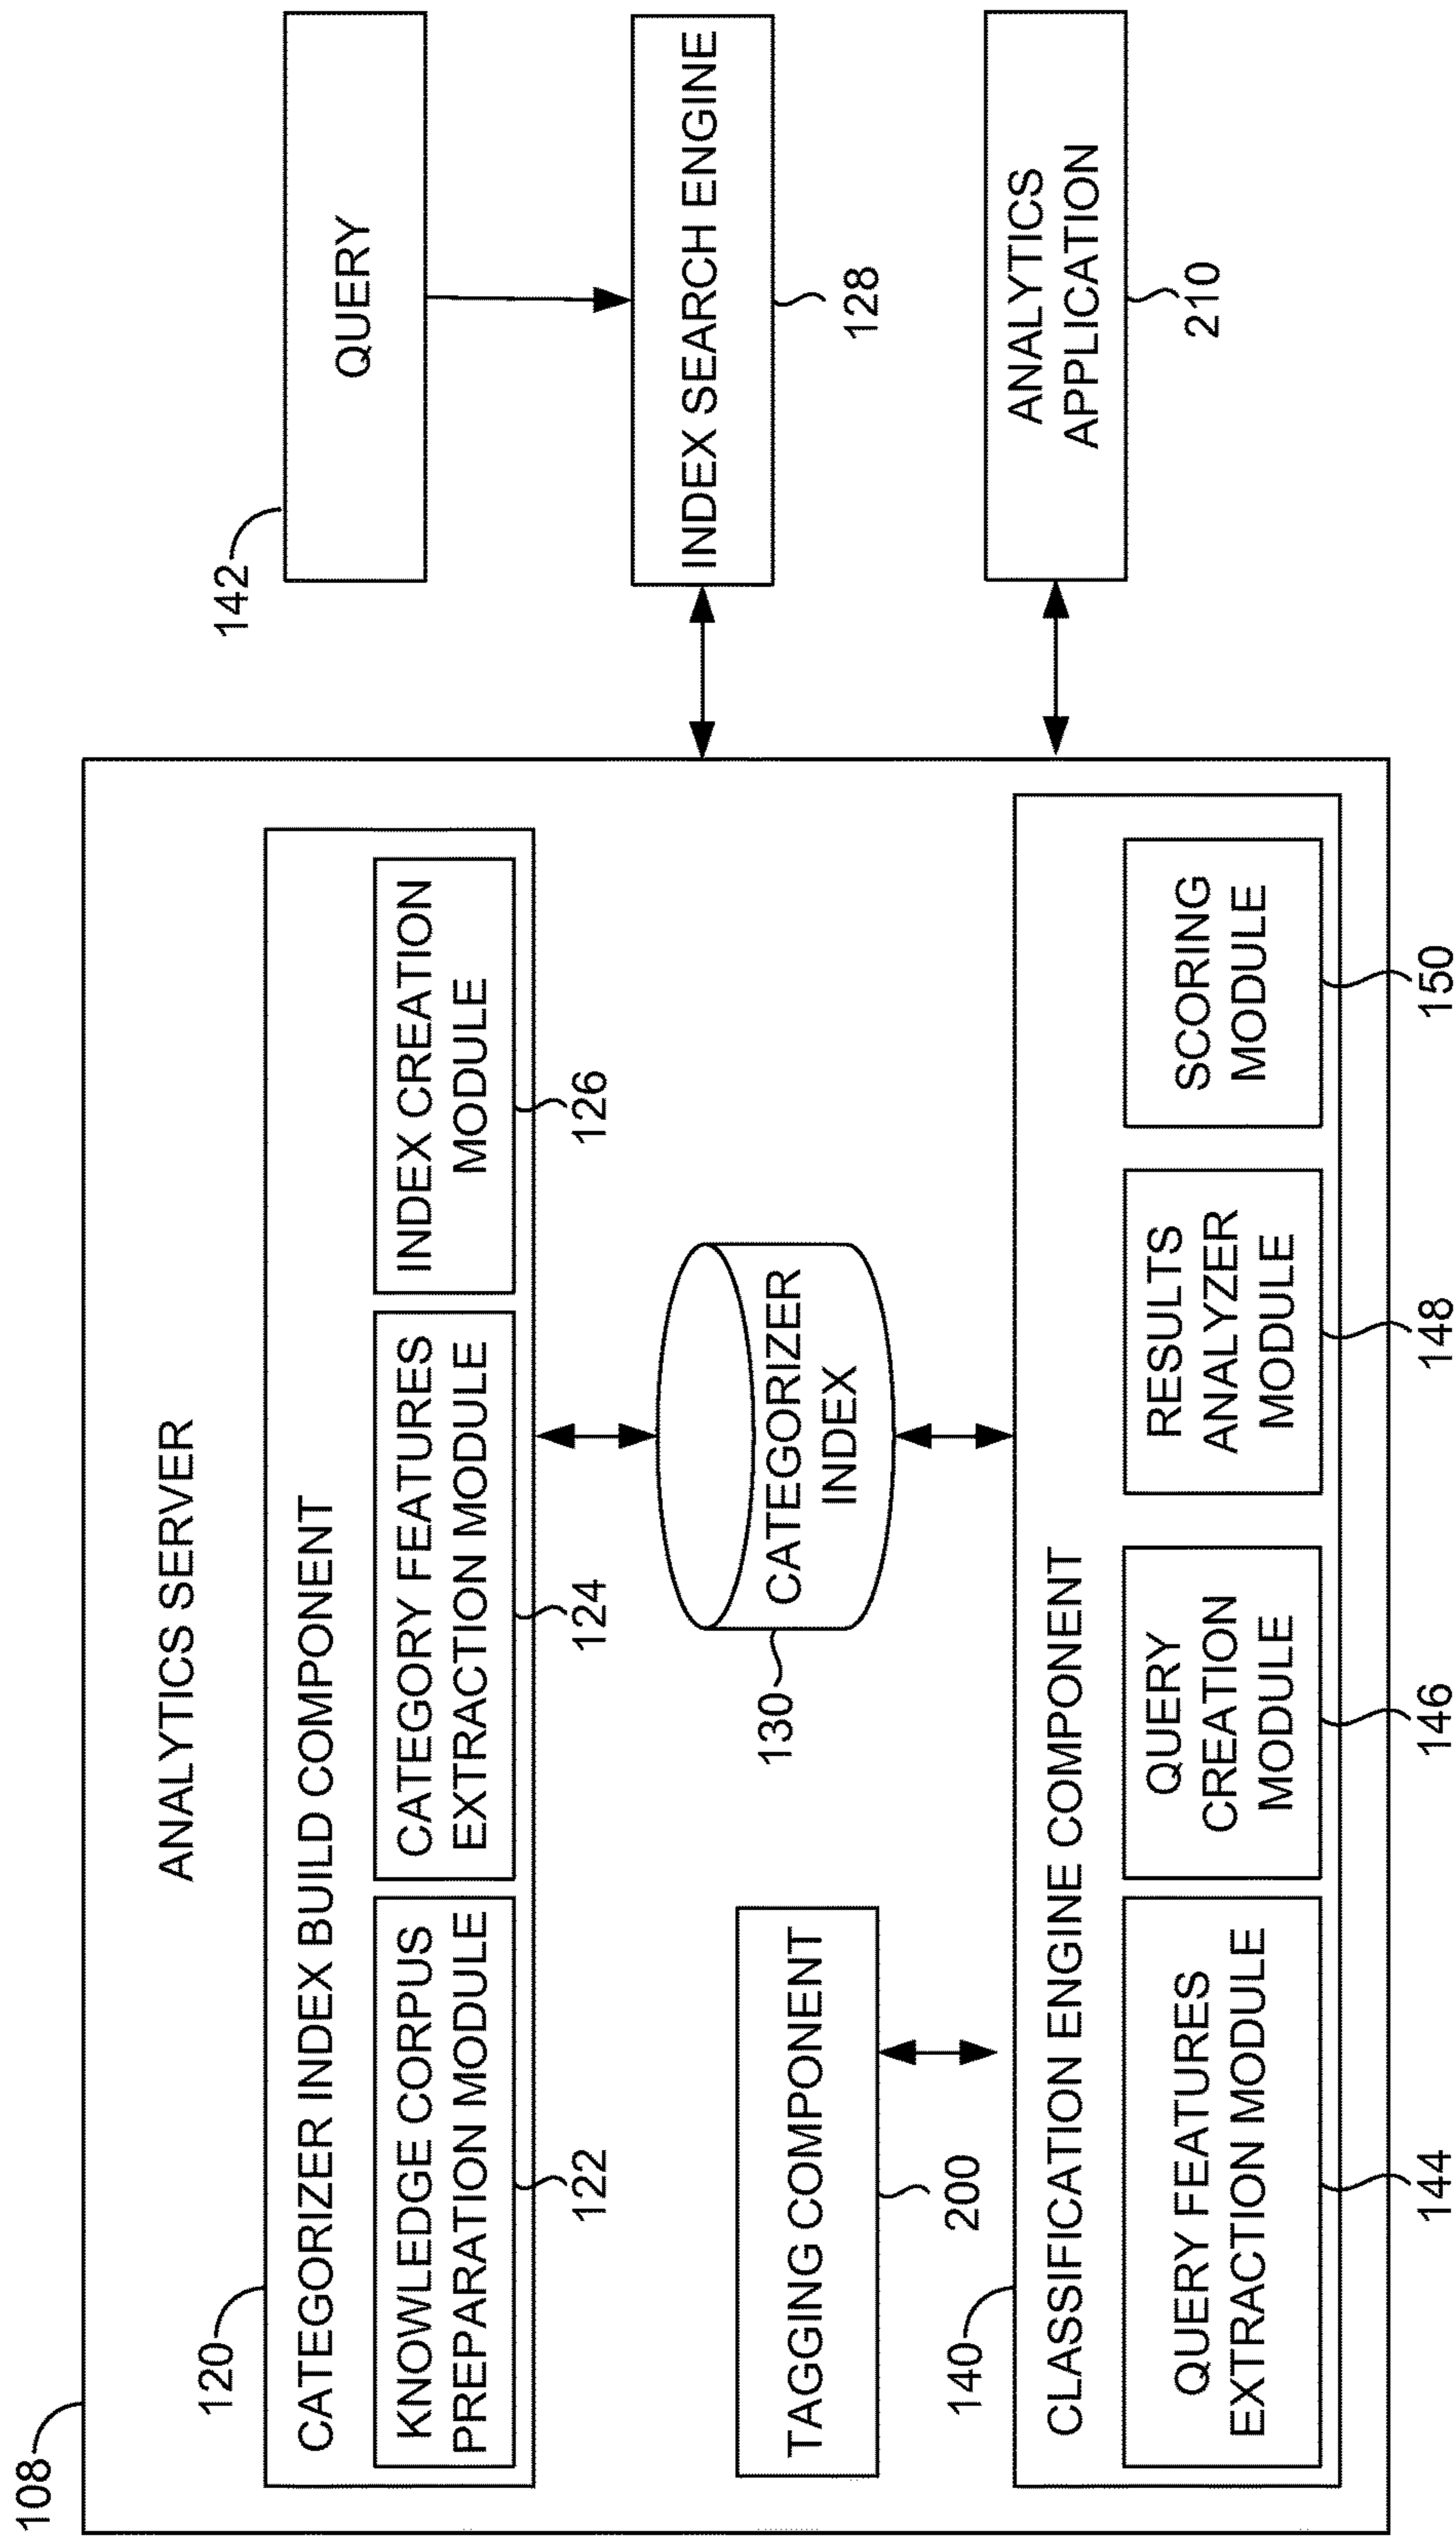 108
ANALYTICS SERVER
120
CATEGORIZER INDEX BUILD COMPONENT
KNOWLEDGE CORPUS
PREPARATION MODULE
122
CATEGORY FEATURES
EXTRACTION MODULE
124
INDEX CREATION
MODULE
126
130
CATEGORIZER
INDEX
TAGGING COMPONENT
200
140
CLASSIFICATION ENGINE COMPONENT
QUERY FEATURES
EXTRACTION MODULE
144
QUERY
CREATION
MODULE
146
RESULTS
ANALYZER
MODULE
148
SCORING
MODULE
150
142
QUERY
INDEX SEARCH ENGINE
128
ANALYTICS
APPLICATION
210